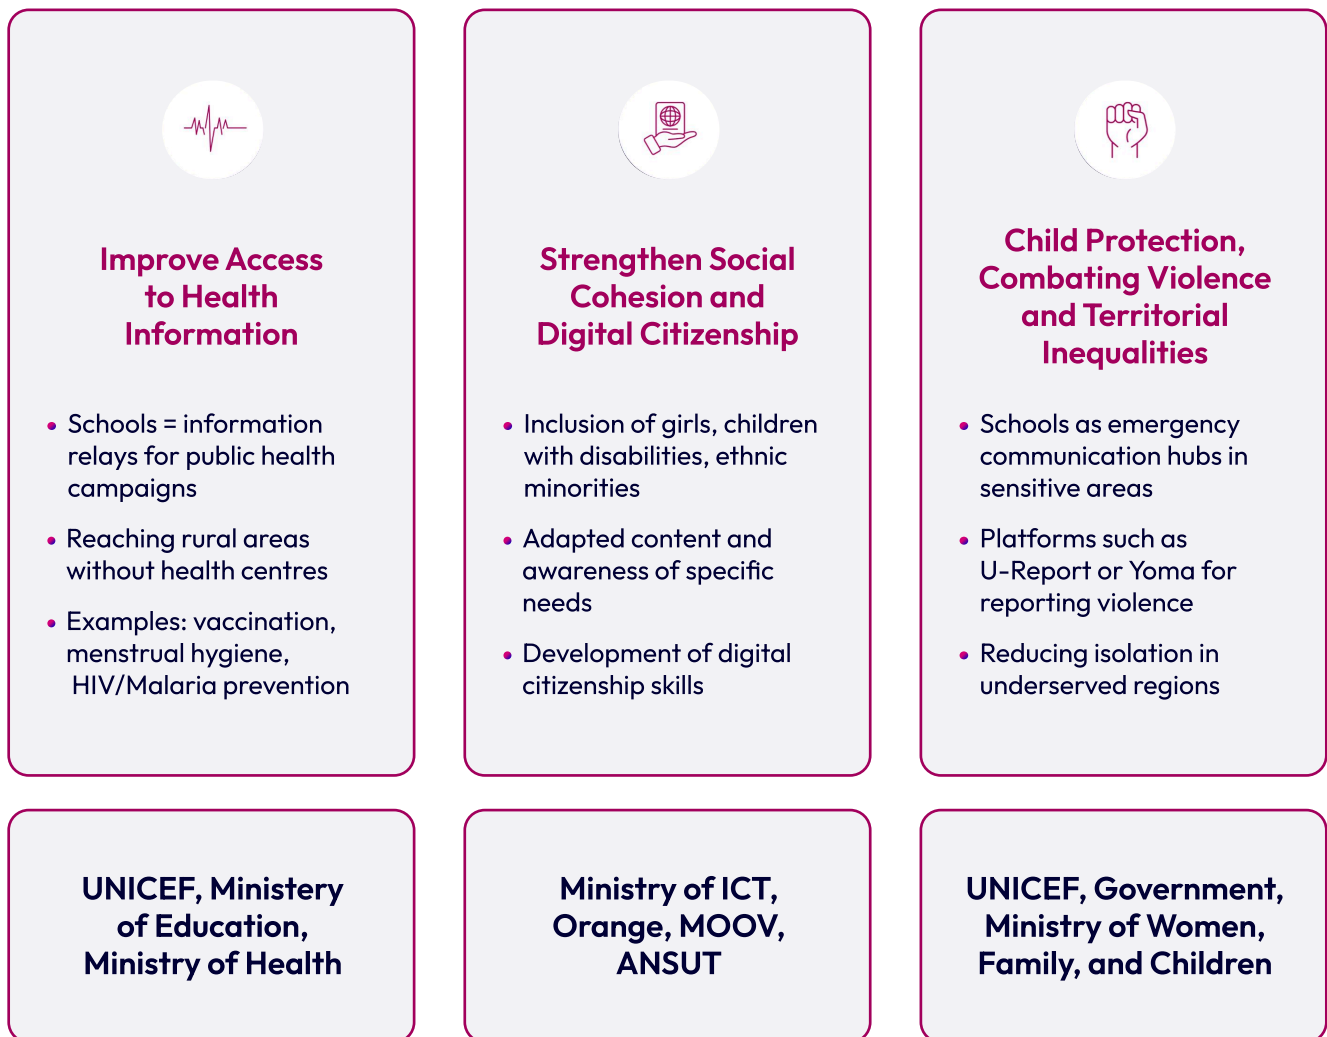 Improve Access
to Health
Information
• Schools = information
relays for public health
campaigns
• Reaching rural areas
without health centres
• Examples: vaccination,
menstrual hygiene,
HIV/Malaria prevention
Strengthen Social
Cohesion and
Digital Citizenship
• Inclusion of girls, children
with disabilities, ethnic
minorities
• Adapted content and
awareness of specific
needs
• Development of digital
citizenship skills
Child Protection,
Combating Violence
and Territorial
Inequalities
• Schools as emergency
communication hubs in
sensitive areas
• Platforms such as
U-Report or Yoma for
reporting violence
• Reducing isolation in
underserved regions
UNICEF, Ministery
of Education,
Ministry of Health
Ministry of ICT,
Orange, MOOV,
ANSUT
UNICEF, Government,
Ministry of Women,
Family, and Children